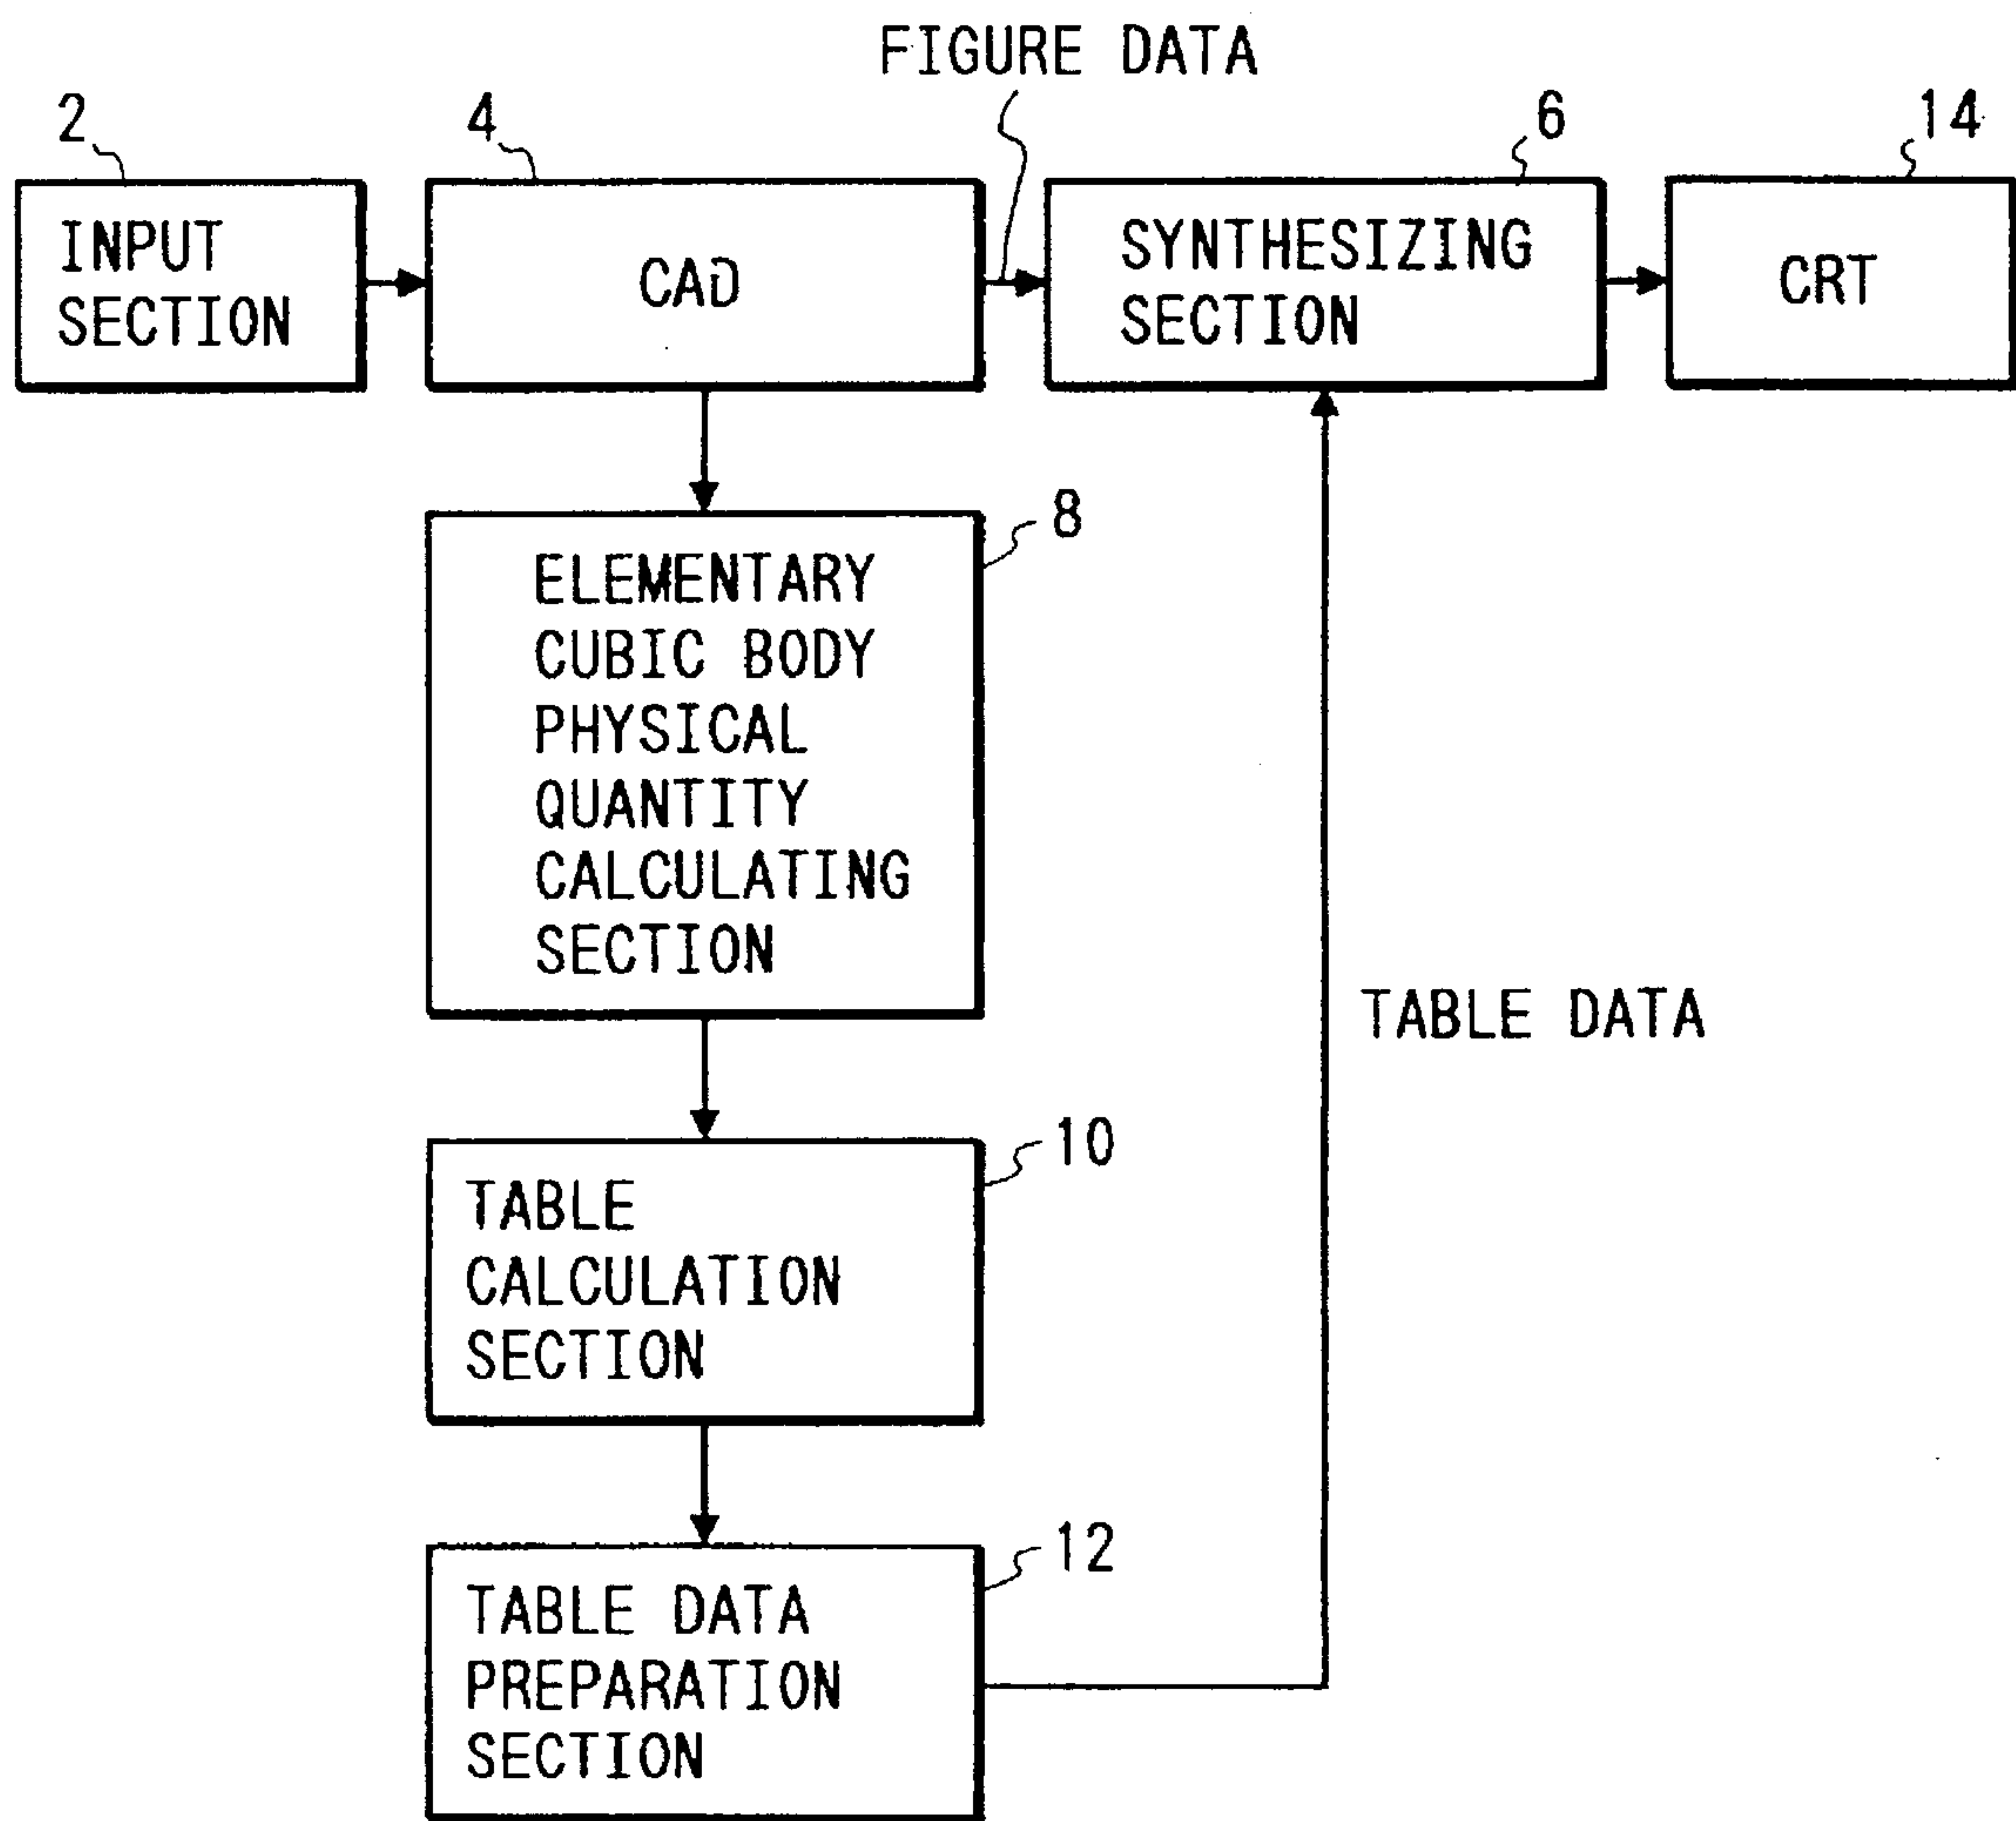 FIGURE DATA
2
4
6
14
INPUT
SECTION
CAD
SYNTHESIZING
SECTION
CRT
8
ELEMENTARY
CUBIC BODY
PHYSICAL
QUANTITY
CALCULATING
SECTION
TABLE DATA
10
TABLE
CALCULATION
SECTION
12
TABLE DATA
PREPARATION
SECTION